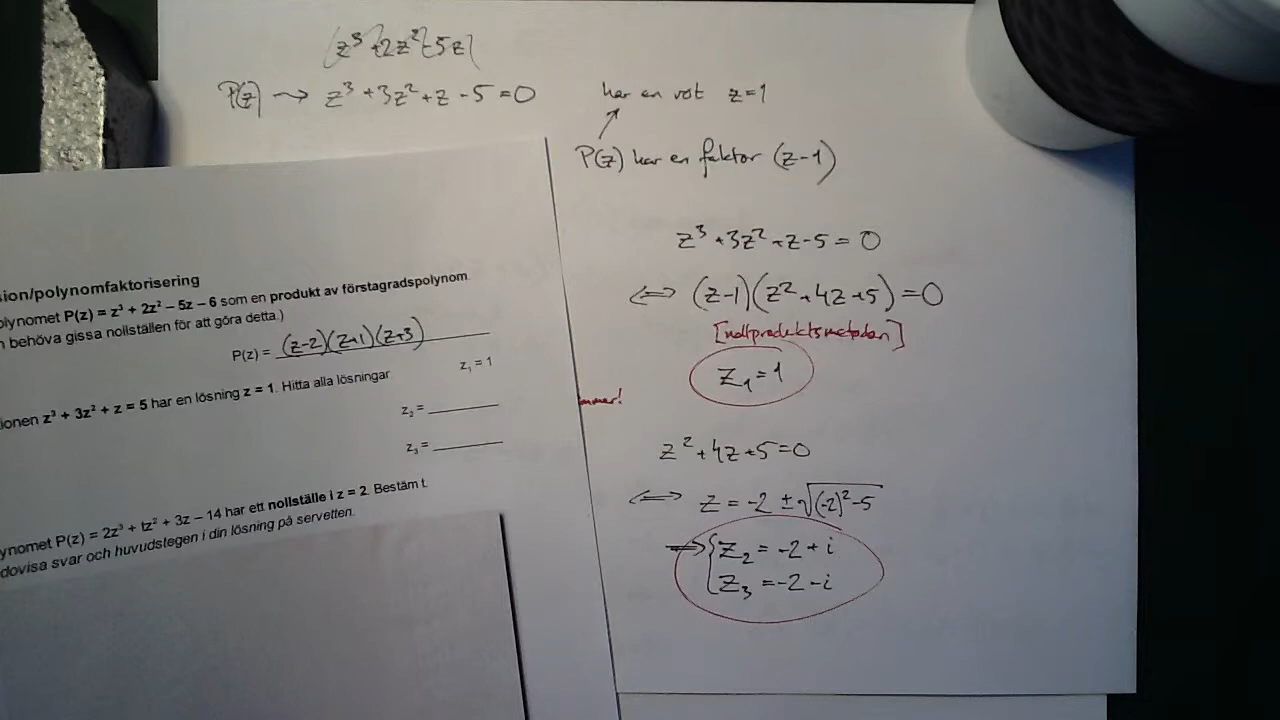 (z³+2z²-5z)
P(z) → z³+3z²+z-5=0
har en rot z=1
↗
P(z) har en faktor (z-1)
z³+3z²+z-5=0
⟺ (z-1)(z²+4z+5)=0
[nollproduktsmetoden]
z₁=1
z²+4z+5=0
⟺ z=-2±√((-2)²-5)
⇒ { z₂=-2+i
z₃=-2-i
ion/polynomfaktorisering
olynomet P(z) = z³ + 2z² – 5z – 6 som en produkt av förstagradspolynom.
n behöva gissa nollställen för att göra detta.)
P(z) = (z-2)(z+1)(z+3)
z₁ = 1
ionen z³ + 3z² + z = 5 har en lösning z = 1. Hitta alla lösningar
z₂ =
z₃ =
mmer!
ynomet P(z) = 2z³ + tz² + 3z – 14 har ett nollställe i z = 2. Bestäm t.
dovisa svar och huvudstegen i din lösning på servetten.